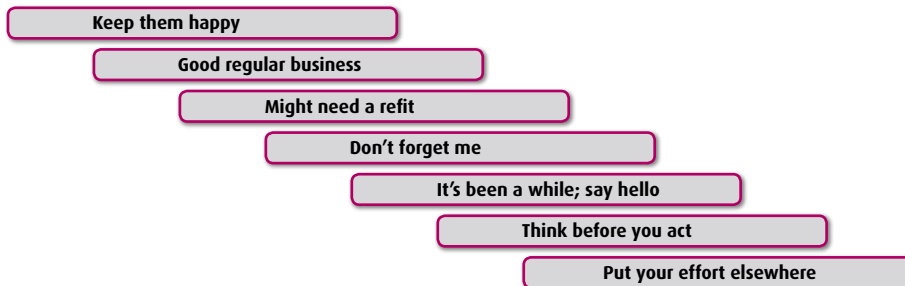 Keep them happy
Good regular business
Might need a refit
Don't forget me
It's been a while; say hello
Think before you act
Put your effort elsewhere